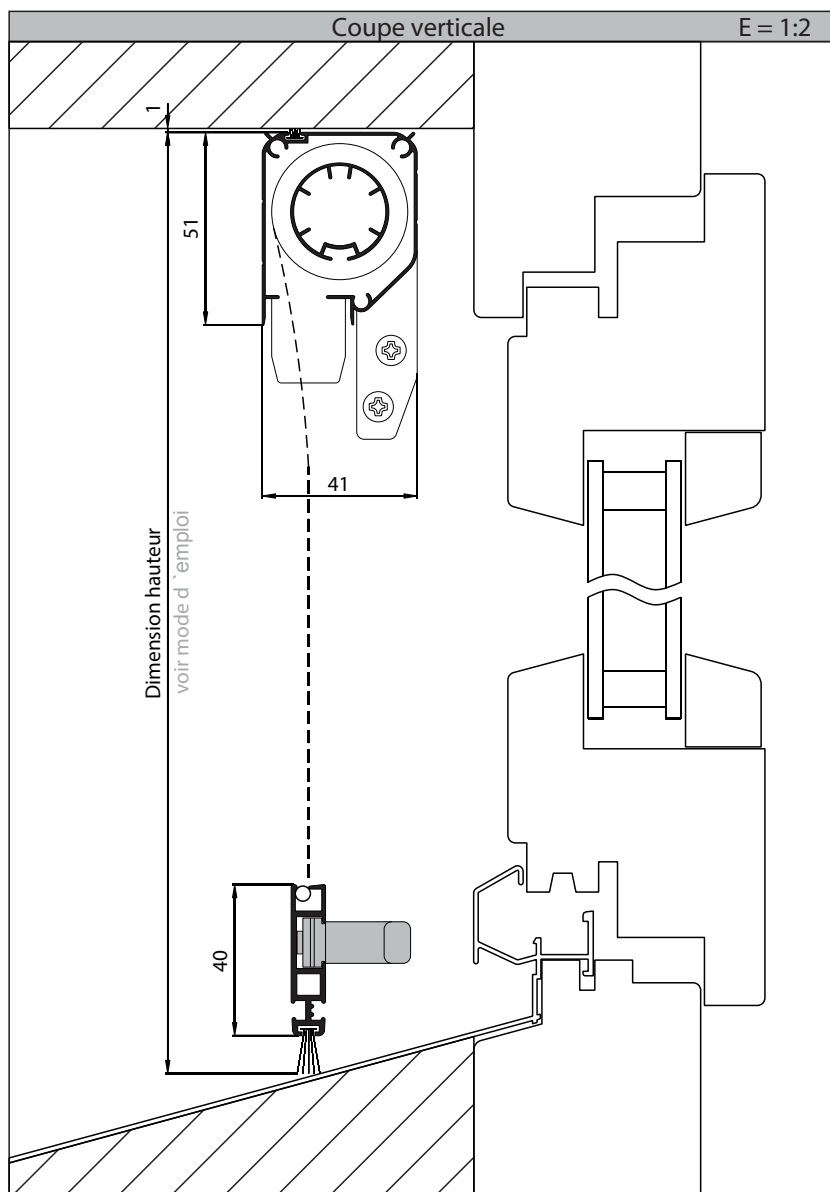 Coupe verticale
E = 1:2
1
51
41
Dimension hauteur
voir mode d `emploi
40